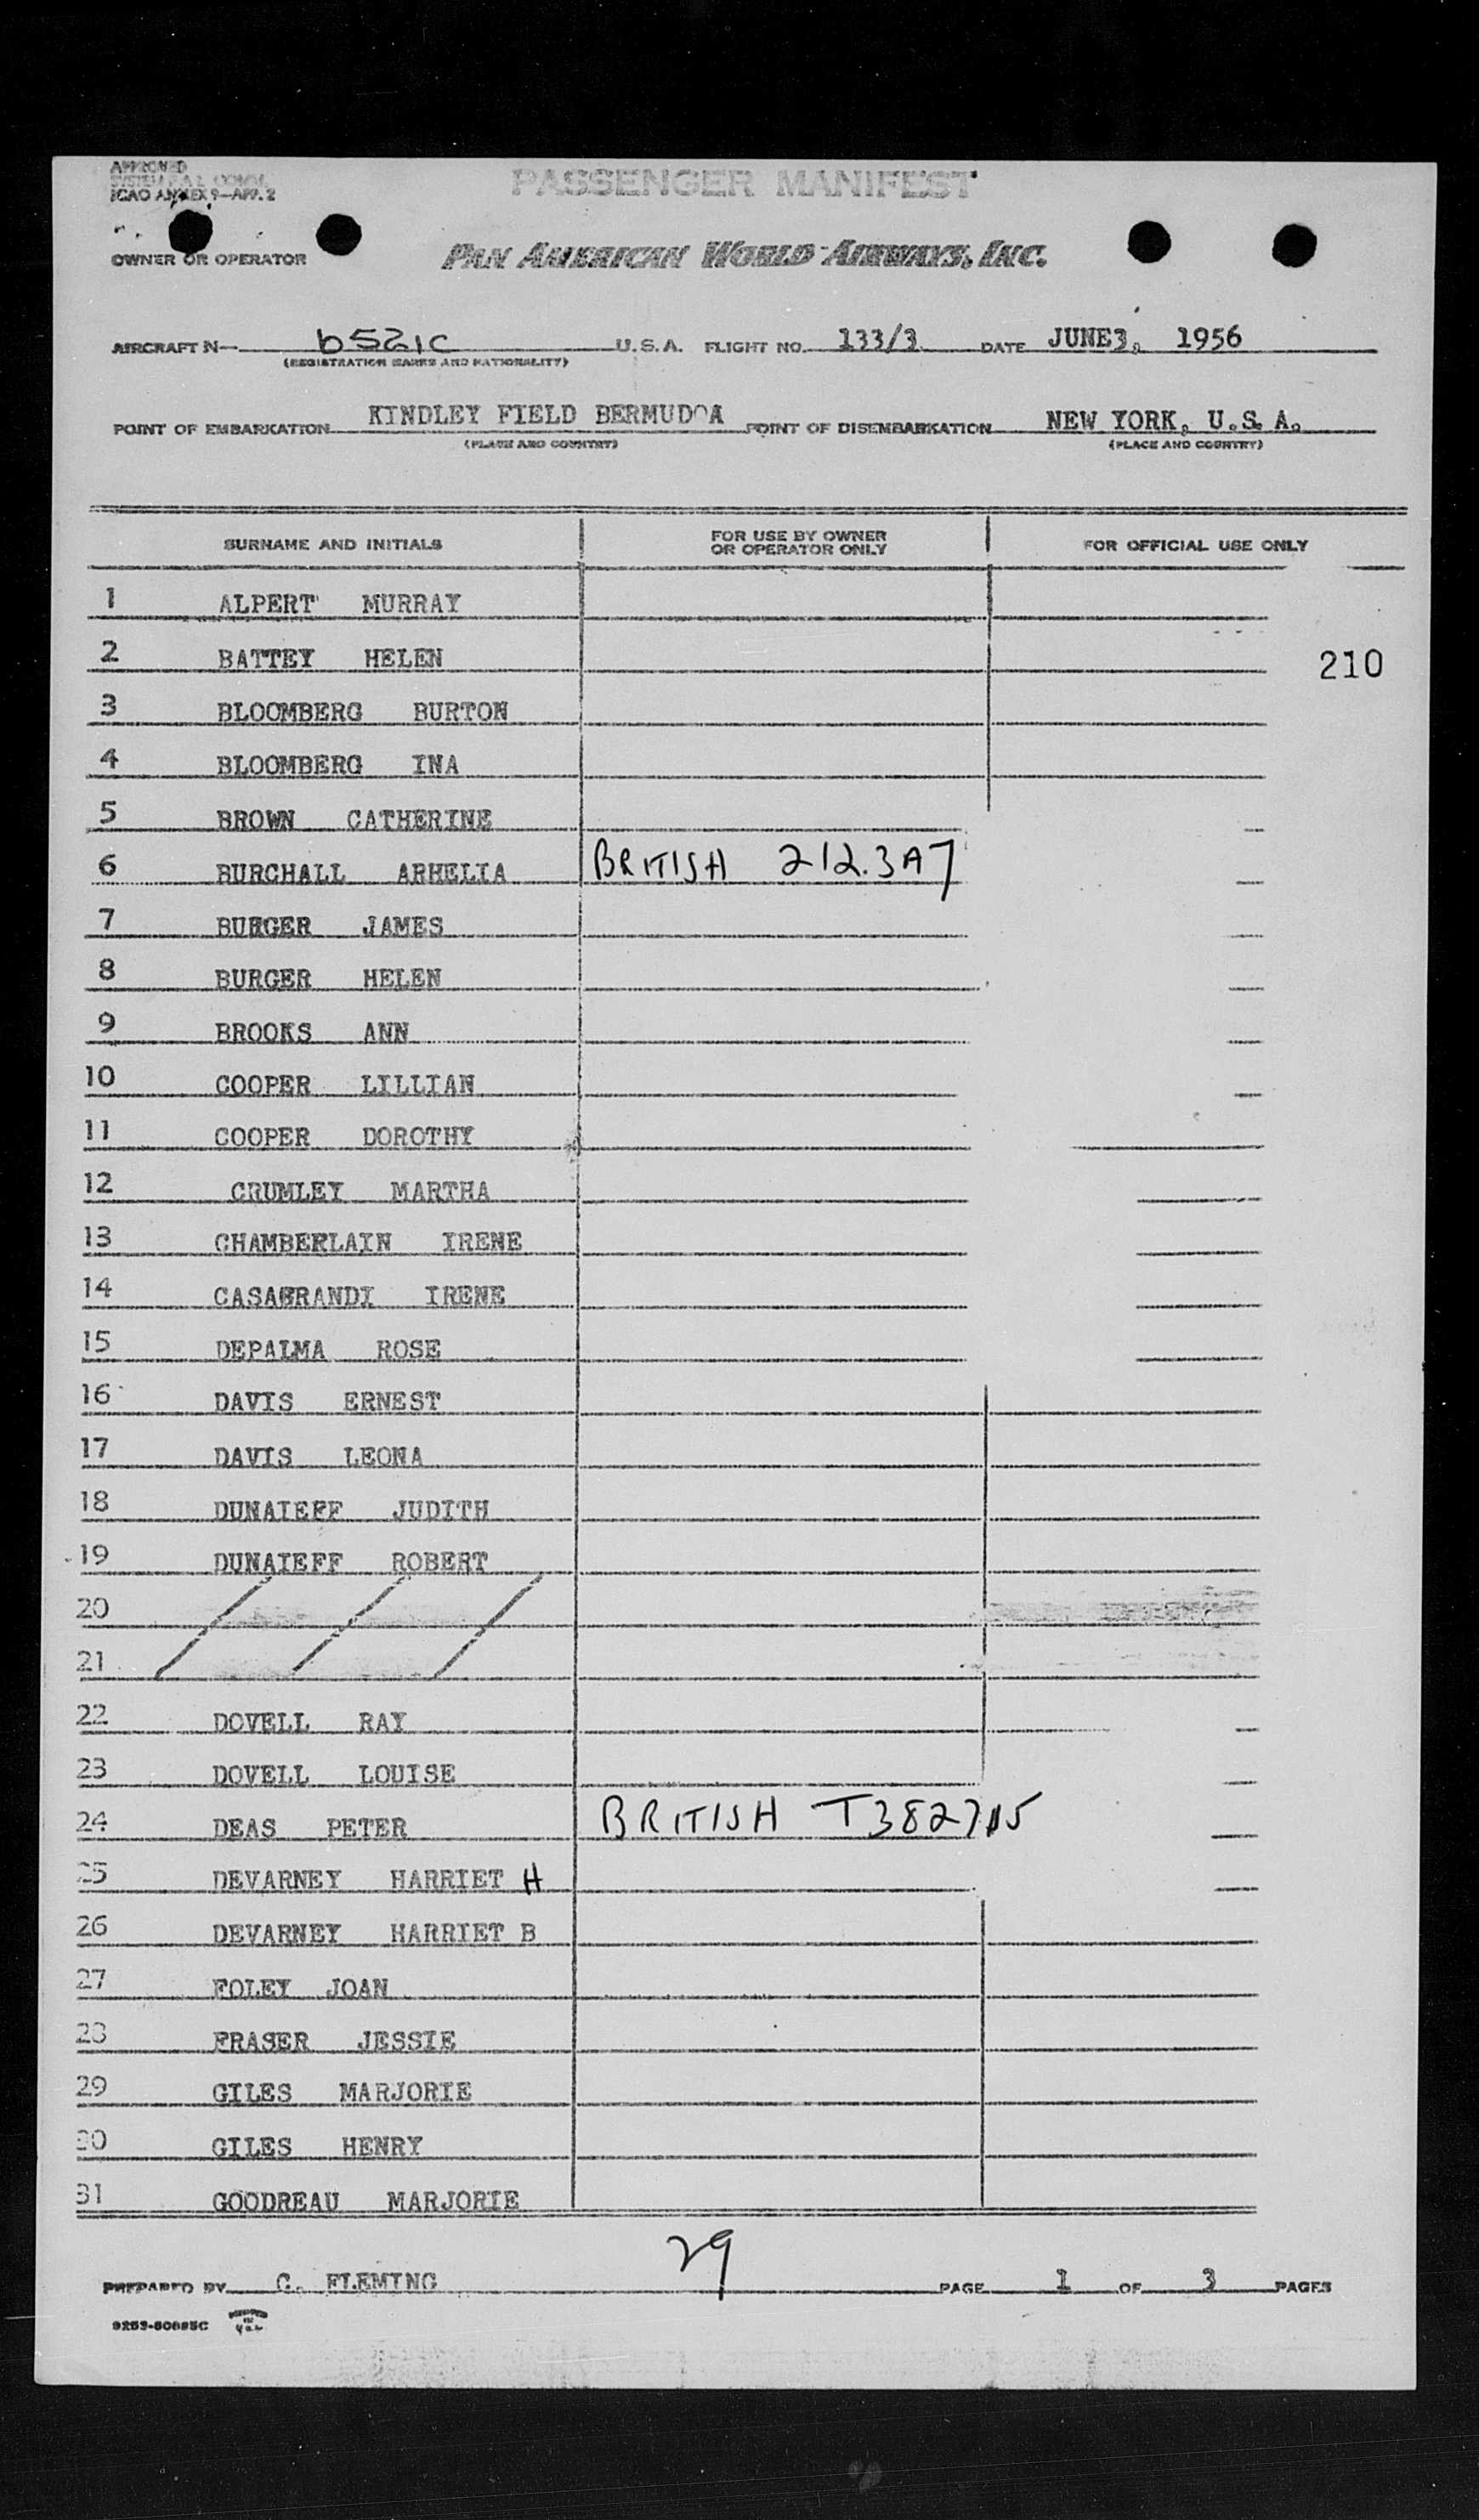 APPROVED
ICAO ANNEX 9—APP. 2
PASSENGER MANIFEST
OWNER OR OPERATOR PAN AMERICAN WORLD AIRWAYS, INC.
AIRCRAFT N— 6521C U.S.A. FLIGHT NO. 133/3 DATE JUNE3, 1956
(REGISTRATION MARKS AND NATIONALITY)
POINT OF EMBARKATION KINDLEY FIELD BERMUDA POINT OF DISEMBARKATION NEW YORK, U.S. A.
(PLACE AND COUNTRY) (PLACE AND COUNTRY)
SURNAME AND INITIALS FOR USE BY OWNER OR OPERATOR ONLY FOR OFFICIAL USE ONLY
1 ALPERT MURRAY
2 BATTEY HELEN 210
3 BLOOMBERG BURTON
4 BLOOMBERG INA
5 BROWN CATHERINE
6 BURCHALL ARHELIA BRITISH 212.3A7
7 BURGER JAMES
8 BURGER HELEN
9 BROOKS ANN
10 COOPER LILLIAN
11 COOPER DOROTHY
12 CRUMLEY MARTHA
13 CHAMBERLAIN IRENE
14 CASAGRANDI IRENE
15 DEPALMA ROSE
16 DAVIS ERNEST
17 DAVIS LEONA
18 DUNAIEFF JUDITH
19 DUNAIEFF ROBERT
20
21
22 DOVELL RAY
23 DOVELL LOUISE
24 DEAS PETER BRITISH T382715
25 DEVARNEY HARRIET H
26 DEVARNEY HARRIET B
27 FOLEY JOAN
28 FRASER JESSIE
29 GILES MARJORIE
30 GILES HENRY
31 GOODREAU MARJORIE
29
PREPARED BY C. FLEMING PAGE 1 OF 3 PAGES